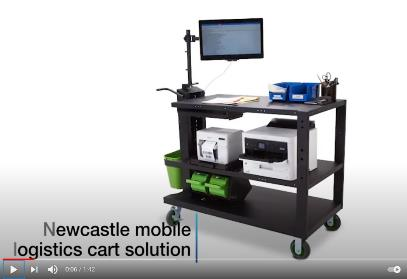 Newcastle mobile
logistics cart solution
0:06 / 1:42